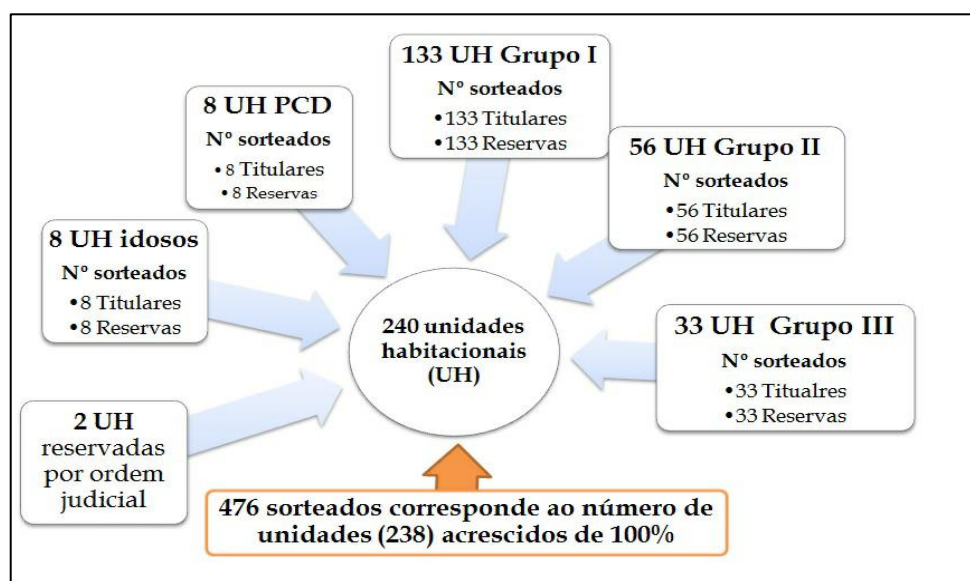 133 UH Grupo I
Nº sorteados
•133 Titulares
•133 Reservas
8 UH PCD
Nº sorteados
•8 Titulares
•8 Reservas
56 UH Grupo II
Nº sorteados
•56 Titulares
•56 Reservas
8 UH idosos
Nº sorteados
•8 Titulares
•8 Reservas
240 unidades
habitacionais
(UH)
33 UH Grupo III
Nº sorteados
•33 Titualres
•33 Reservas
2 UH
reservadas
por ordem
judicial
476 sorteados corresponde ao número de
unidades (238) acrescidos de 100%